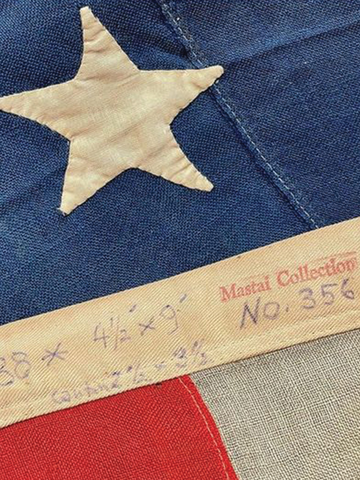 Mastai Collection
No. 356
38 * 4½' x 9'